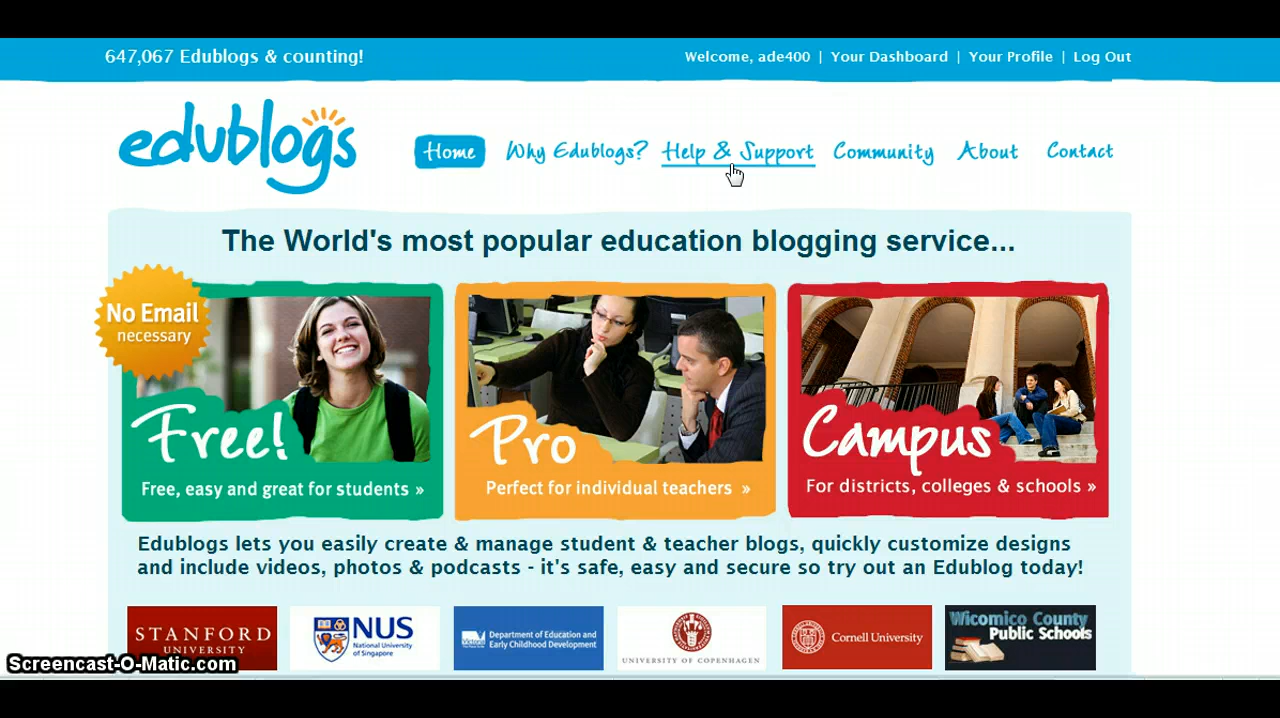 647,067 Edublogs & counting!
Welcome, ade400 | Your Dashboard | Your Profile | Log Out
edublogs
Home Why Edublogs? Help & Support Community About Contact
The World's most popular education blogging service...
No Email
necessary
Free!
Free, easy and great for students »
Pro
Perfect for individual teachers »
Campus
For districts, colleges & schools »
Edublogs lets you easily create & manage student & teacher blogs, quickly customize designs
and include videos, photos & podcasts - it's safe, easy and secure so try out an Edublog today!
STANFORD
UNIVERSITY
NUS
National University
of Singapore
Victoria
Department of Education and
Early Childhood Development
UNIVERSITY OF COPENHAGEN
Cornell University
Wicomico County
Public Schools
Screencast-O-Matic.com